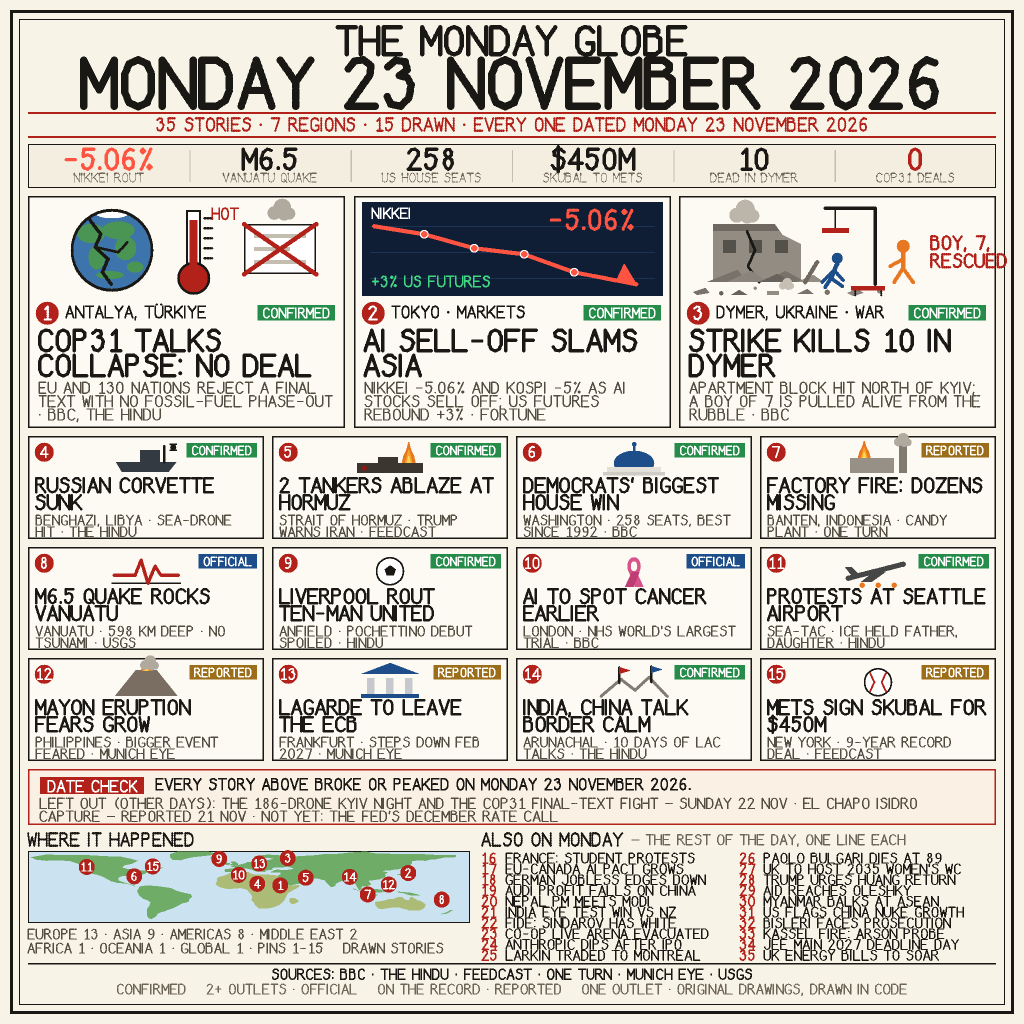 THE MONDAY GLOBE
MONDAY 23 NOVEMBER 2026
35 STORIES · 7 REGIONS · 15 DRAWN · EVERY ONE DATED MONDAY 23 NOVEMBER 2026
-5.06%
NIKKEI ROUT
M6.5
VANUATU QUAKE
258
US HOUSE SEATS
$450M
SKUBAL TO METS
10
DEAD IN DYMER
0
COP31 DEALS
HOT
1 ANTALYA, TÜRKIYE CONFIRMED
COP31 TALKS
COLLAPSE: NO DEAL
EU AND 130 NATIONS REJECT A FINAL
TEXT WITH NO FOSSIL-FUEL PHASE-OUT
· BBC, THE HINDU
NIKKEI
-5.06%
+3% US FUTURES
2 TOKYO · MARKETS CONFIRMED
AI SELL-OFF SLAMS
ASIA
NIKKEI -5.06% AND KOSPI -5% AS AI
STOCKS SELL OFF; US FUTURES
REBOUND +3% · FORTUNE
BOY, 7,
RESCUED
3 DYMER, UKRAINE · WAR CONFIRMED
STRIKE KILLS 10 IN
DYMER
APARTMENT BLOCK HIT NORTH OF KYIV;
A BOY OF 7 IS PULLED ALIVE FROM THE
RUBBLE · BBC
4 CONFIRMED
RUSSIAN CORVETTE
SUNK
BENGHAZI, LIBYA · SEA-DRONE
HIT · THE HINDU
5 CONFIRMED
2 TANKERS ABLAZE AT
HORMUZ
STRAIT OF HORMUZ · TRUMP
WARNS IRAN · FEEDCAST
6 CONFIRMED
DEMOCRATS' BIGGEST
HOUSE WIN
WASHINGTON · 258 SEATS, BEST
SINCE 1992 · BBC
7 REPORTED
FACTORY FIRE: DOZENS
MISSING
BANTEN, INDONESIA · CANDY
PLANT · ONE TURN
8 OFFICIAL
M6.5 QUAKE ROCKS
VANUATU
VANUATU · 598 KM DEEP · NO
TSUNAMI · USGS
9 CONFIRMED
LIVERPOOL ROUT
TEN-MAN UNITED
ANFIELD · POCHETTINO DEBUT
SPOILED · HINDU
10 OFFICIAL
AI TO SPOT CANCER
EARLIER
LONDON · NHS WORLD'S LARGEST
TRIAL · BBC
11 CONFIRMED
PROTESTS AT SEATTLE
AIRPORT
SEA-TAC · ICE HELD FATHER,
DAUGHTER · HINDU
12 REPORTED
MAYON ERUPTION
FEARS GROW
PHILIPPINES · BIGGER EVENT
FEARED · MUNICH EYE
13 REPORTED
LAGARDE TO LEAVE
THE ECB
FRANKFURT · STEPS DOWN FEB
2027 · MUNICH EYE
14 CONFIRMED
INDIA, CHINA TALK
BORDER CALM
ARUNACHAL · 10 DAYS OF LAC
TALKS · THE HINDU
15 REPORTED
METS SIGN SKUBAL FOR
$450M
NEW YORK · 9-YEAR RECORD
DEAL · FEEDCAST
DATE CHECK EVERY STORY ABOVE BROKE OR PEAKED ON MONDAY 23 NOVEMBER 2026.
LEFT OUT (OTHER DAYS): THE 186-DRONE KYIV NIGHT AND THE COP31 FINAL-TEXT FIGHT – SUNDAY 22 NOV · EL CHAPO ISIDRO
CAPTURE – REPORTED 21 NOV · NOT YET: THE FED'S DECEMBER RATE CALL
WHERE IT HAPPENED
11 15 6 9 13 3 10 4 1 5 14 2 7 12 8
EUROPE 13 · ASIA 9 · AMERICAS 8 · MIDDLE EAST 2
AFRICA 1 · OCEANIA 1 · GLOBAL 1 · PINS 1-15 DRAWN STORIES
ALSO ON MONDAY – THE REST OF THE DAY, ONE LINE EACH
16 FRANCE: STUDENT PROTESTS
17 EU-CANADA ALPACT GROWS
18 GERMAN JOBLESS FUNDS DOWN
19 AUDI PROFIT FALLS ON CHINA
20 NEPAL PM MEETS MODI
21 INDIA EYE TEST WIN VS NZ
22 FIDE: SINDAROV HAS WHITE
23 CO-OP LIVE ARENA EVACUATED
24 ANTHROPIC DIPS AFTER IPO
25 LARKIN TRADED TO MONTREAL
26 PAOLO BULGARI DIES AT 89
27 UK TO HOST 2035 WOMEN'S WC
28 TRUMP URGES HUANG RETURN
29 AID REACHES OLESHKY
30 MYANMAR BALKS AT ASEAN
31 US FLAGS CHINA NUKE GROWTH
32 BISLERI FACES PROSECUTION
33 KASSEL FIRE: ARSON PROBE
34 JEE MAIN 2027 DEADLINE DAY
35 UK ENERGY BILLS TO SOAR
SOURCES: BBC · THE HINDU · FEEDCAST · ONE TURN · MUNICH EYE · USGS
CONFIRMED 2+ OUTLETS · OFFICIAL ON THE RECORD · REPORTED ONE OUTLET · ORIGINAL DRAWINGS, DRAWN IN CODE